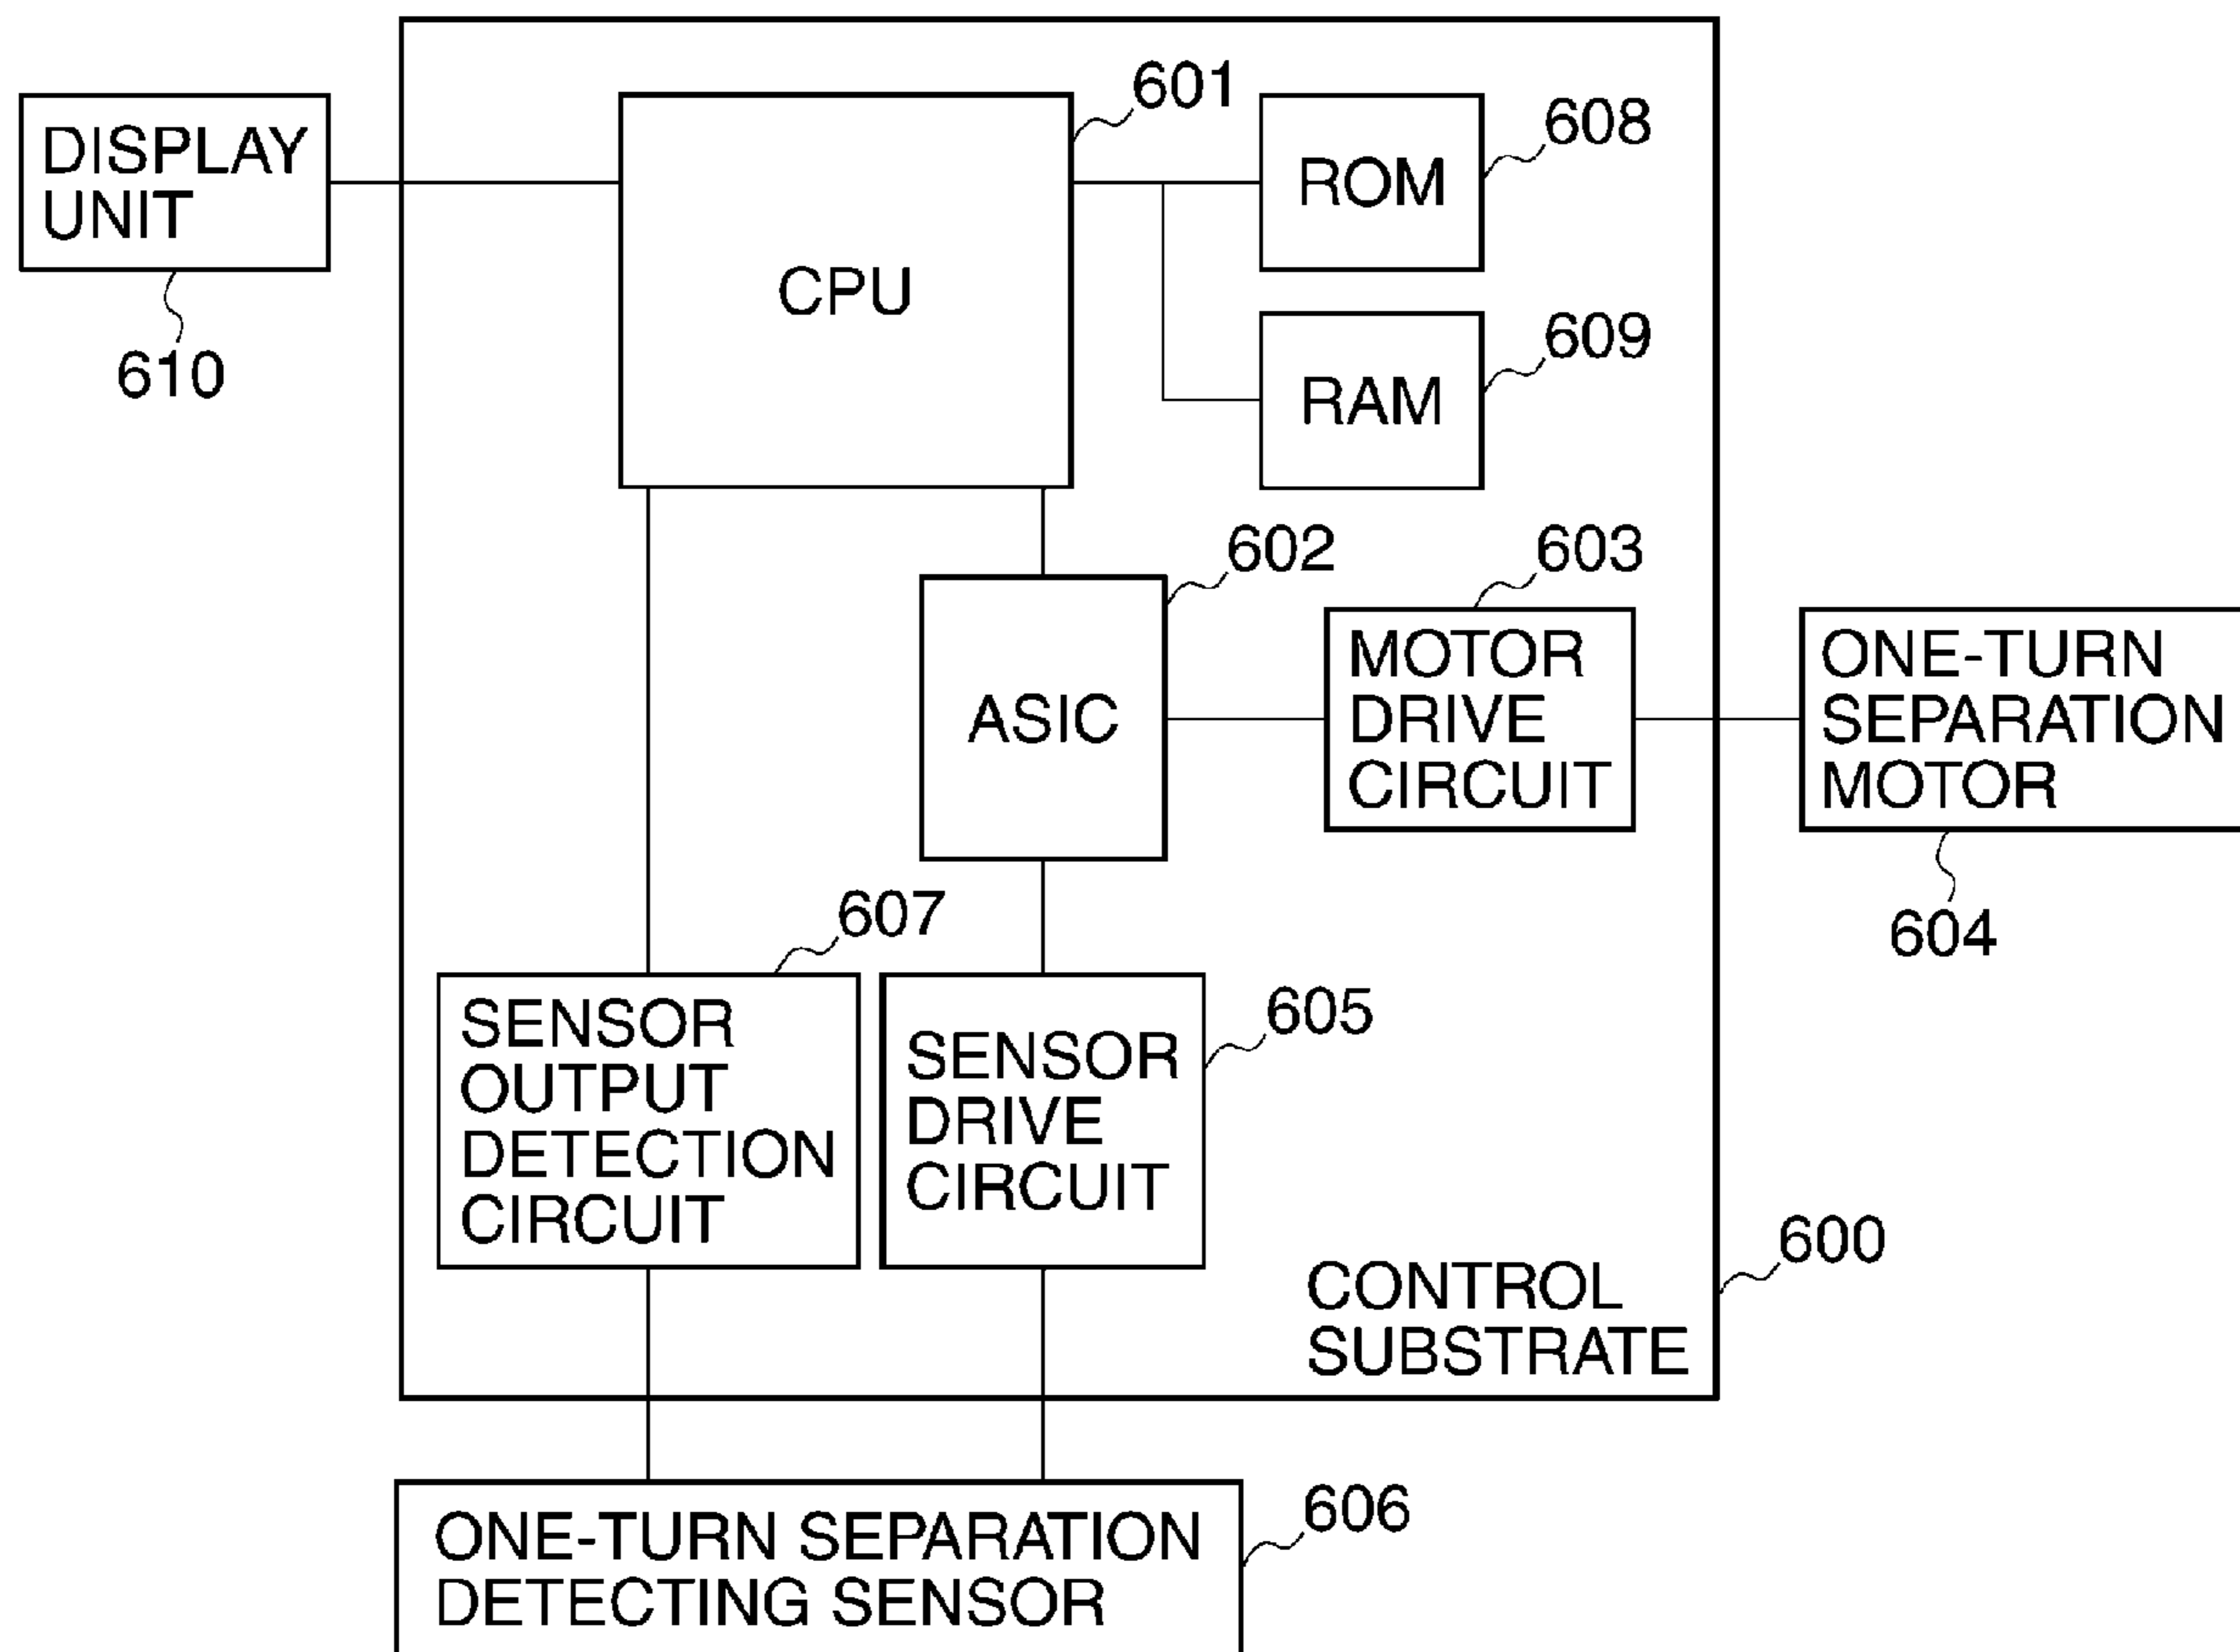 601
608
DISPLAY
UNIT
ROM
CPU
610
609
RAM
602
603
ASIC
MOTOR
DRIVE
CIRCUIT
ONE-TURN
SEPARATION
MOTOR
604
607
SENSOR
OUTPUT
DETECTION
CIRCUIT
605
SENSOR
DRIVE
CIRCUIT
600
CONTROL
SUBSTRATE
606
ONE-TURN SEPARATION
DETECTING SENSOR